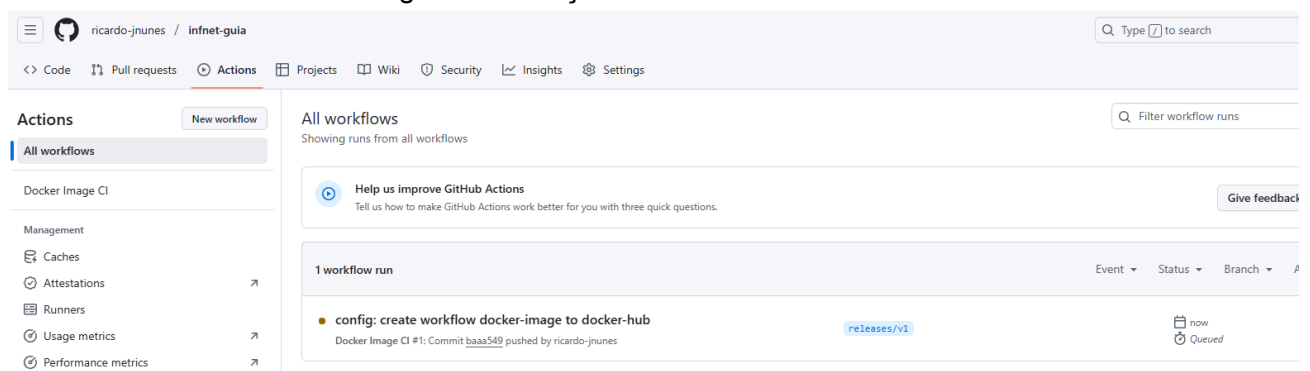 ricardo-jnunes / infnet-guia
Type / to search
Code Pull requests Actions Projects Wiki Security Insights Settings
Actions
New workflow
All workflows
Docker Image CI
Management
Caches
Attestations
Runners
Usage metrics
Performance metrics
All workflows
Showing runs from all workflows
Filter workflow runs
Help us improve GitHub Actions
Tell us how to make GitHub Actions work better for you with three quick questions.
Give feedback
1 workflow run
Event Status Branch
config: create workflow docker-image to docker-hub
Docker Image CI #1: Commit baaa549 pushed by ricardo-jnunes
releases/v1
now
Queued